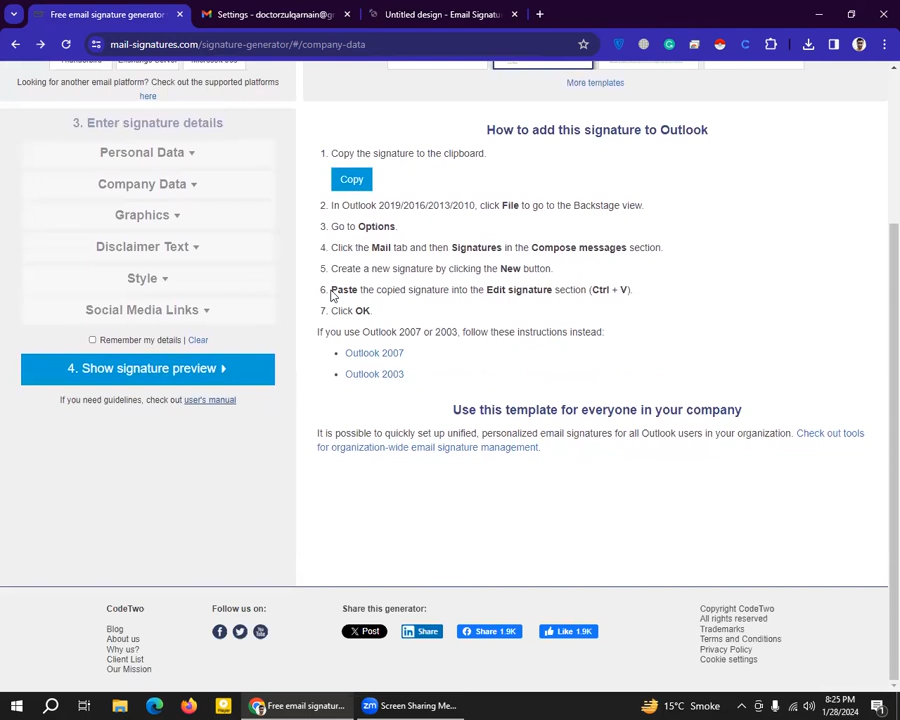 Free email signature generator
Settings - doctorzulqarnain@gm
Untitled design - Email Signatu
mail-signatures.com/signature-generator/#/company-data
Looking for another email platform? Check out the supported platforms
here
3. Enter signature details
Personal Data
Company Data
Graphics
Disclaimer Text
Style
Social Media Links
Remember my details | Clear
4. Show signature preview
If you need guidelines, check out user's manual
More templates
How to add this signature to Outlook
1. Copy the signature to the clipboard.
Copy
2. In Outlook 2019/2016/2013/2010, click File to go to the Backstage view.
3. Go to Options.
4. Click the Mail tab and then Signatures in the Compose messages section.
5. Create a new signature by clicking the New button.
6. Paste the copied signature into the Edit signature section (Ctrl + V).
7. Click OK.
If you use Outlook 2007 or 2003, follow these instructions instead:
• Outlook 2007
• Outlook 2003
Use this template for everyone in your company
It is possible to quickly set up unified, personalized email signatures for all Outlook users in your organization. Check out tools
for organization-wide email signature management.
CodeTwo
Blog
About us
Why us?
Client List
Our Mission
Follow us on:
Share this generator:
X Post
in Share
Share 1.9K
Like 1.9K
Copyright CodeTwo
All rights reserved
Trademarks
Terms and Conditions
Privacy Policy
Cookie settings
Free email signatur...
Screen Sharing Me...
15°C Smoke
8:25 PM
1/28/2024